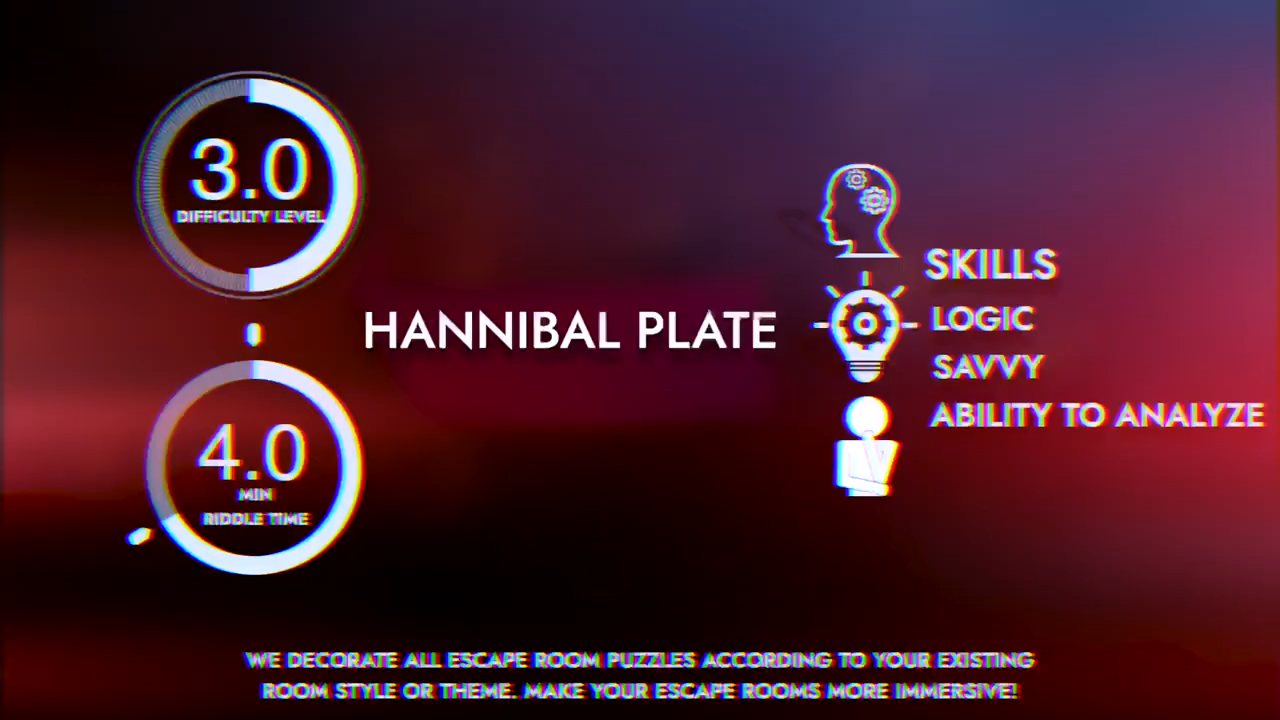 3.0
DIFFICULTY LEVEL
4.0
MIN
RIDDLE TIME
HANNIBAL PLATE
SKILLS
LOGIC
SAVVY
ABILITY TO ANALYZE
WE DECORATE ALL ESCAPE ROOM PUZZLES ACCORDING TO YOUR EXISTING
ROOM STYLE OR THEME. MAKE YOUR ESCAPE ROOMS MORE IMMERSIVE!